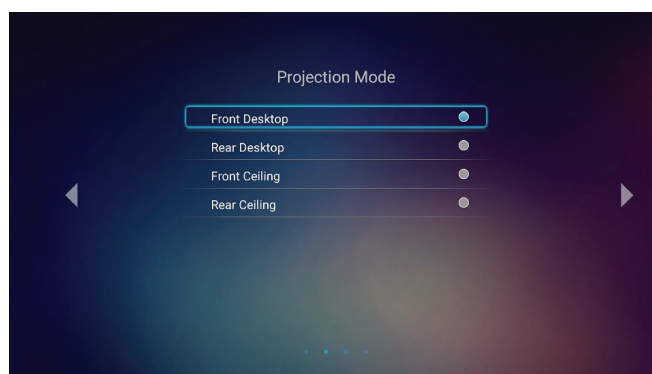 Projection Mode
Front Desktop
Rear Desktop
Front Ceiling
Rear Ceiling